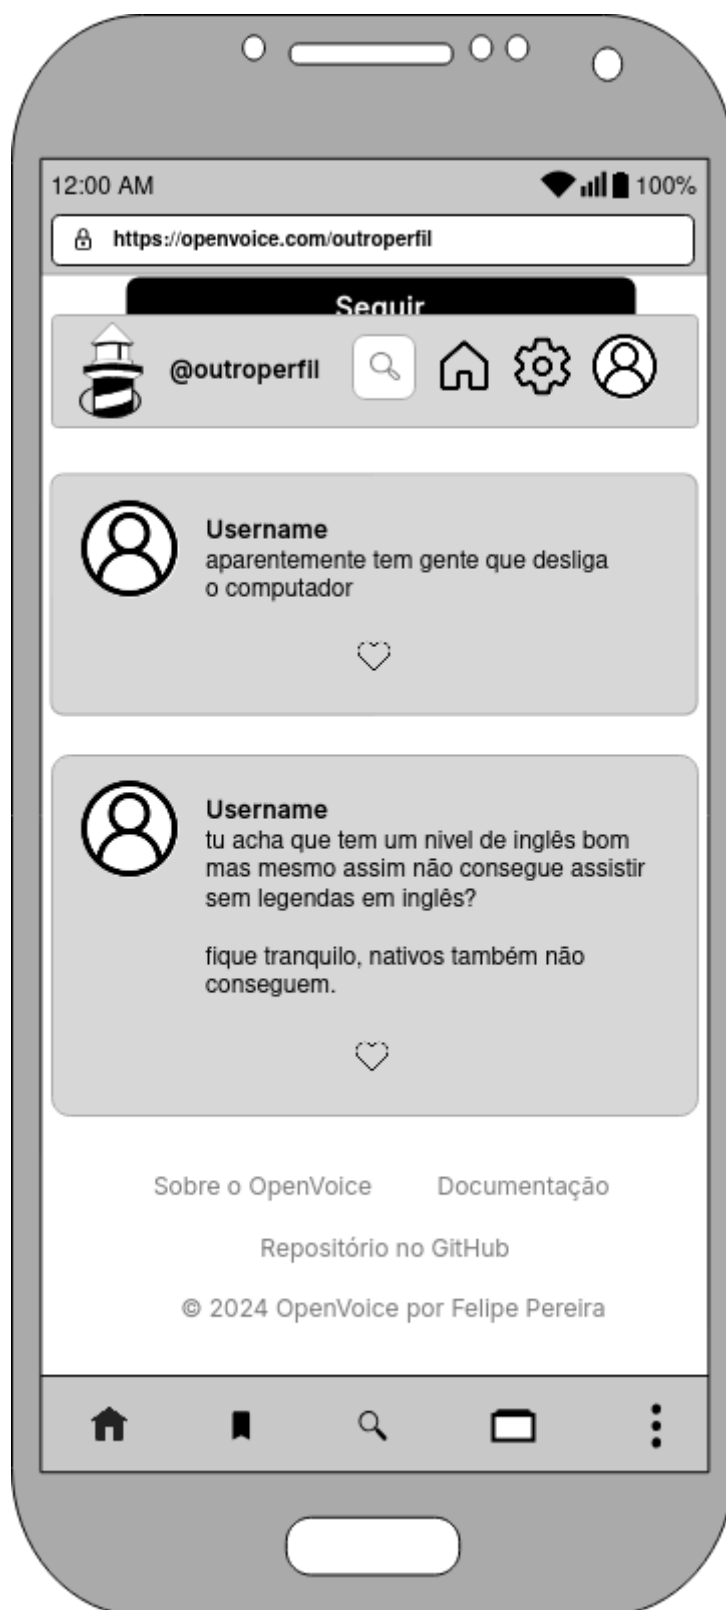 12:00 AM 100%
https://openvoice.com/outroperfil
Seguir
@outroperfil
Username
aparentemente tem gente que desliga
o computador
Username
tu acha que tem um nivel de inglês bom
mas mesmo assim não consegue assistir
sem legendas em inglês?
fique tranquilo, nativos também não
conseguem.
Sobre o OpenVoice Documentação
Repositório no GitHub
© 2024 OpenVoice por Felipe Pereira